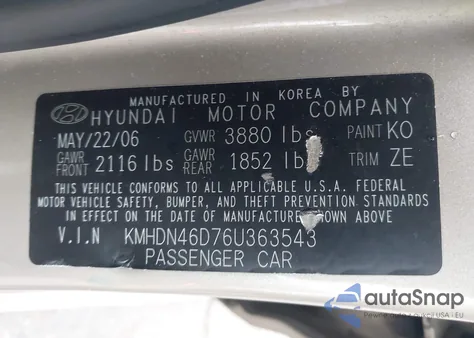 MANUFACTURED IN KOREA BY
HYUNDAI MOTOR COMPANY
MAY/22/06 GVWR 3880 lbs PAINT KO
GAWR FRONT 2116 lbs GAWR REAR 1852 lb TRIM ZE
THIS VEHICLE CONFORMS TO ALL APPLICABLE U.S.A. FEDERAL
MOTOR VEHICLE SAFETY, BUMPER, AND THEFT PREVENTION STANDARDS
IN EFFECT ON THE DATE OF MANUFACTURE SHOWN ABOVE
V.I.N KMHDN46D76U363543
PASSENGER CAR
autoSnap